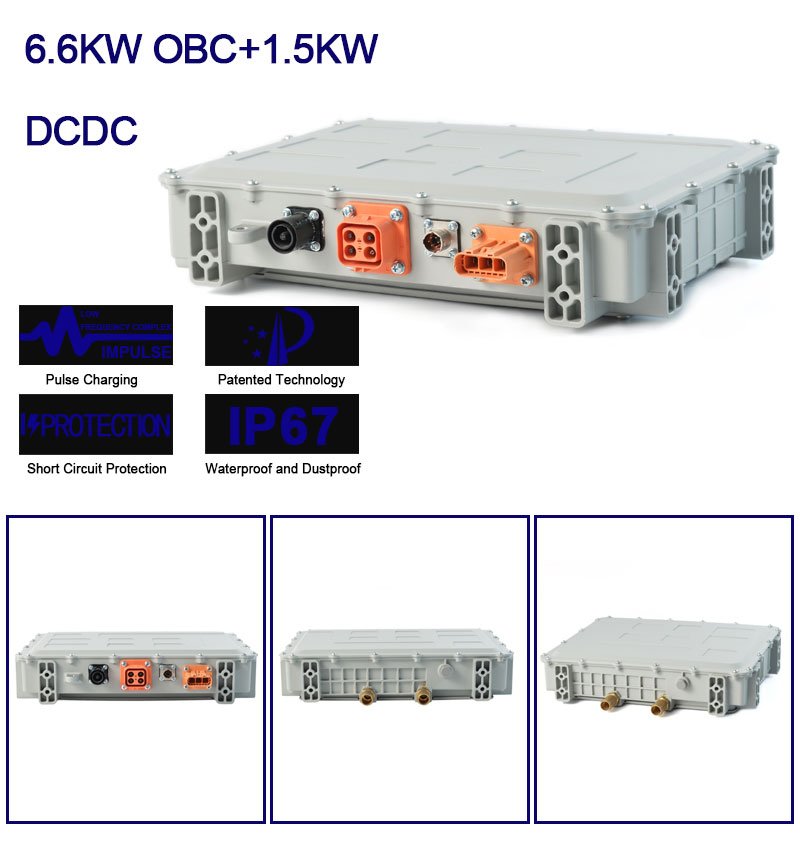 6.6KW OBC+1.5KW
DCDC
LOW
FREQUENCY COMPLEX
IMPULSE
Pulse Charging
Patented Technology
PROTECTION
Short Circuit Protection
IP67
Waterproof and Dustproof